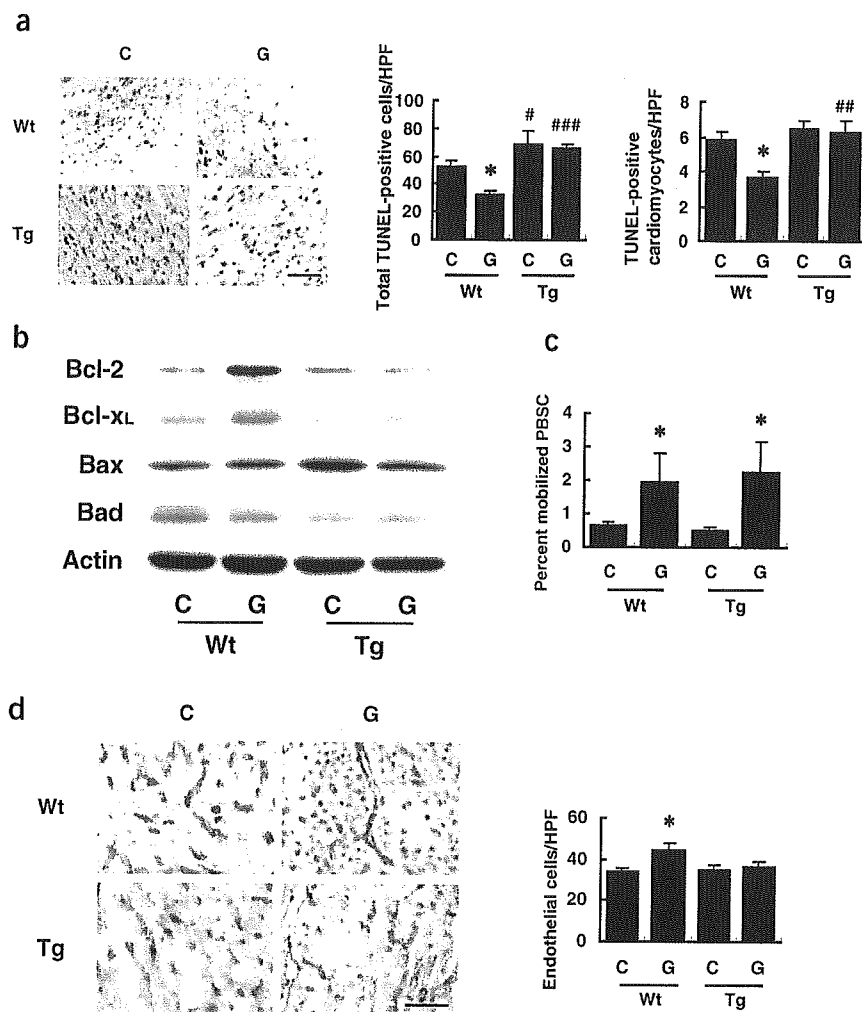 a
C G
Wt
Tg
Total TUNEL-positive cells/HPF
100
80
60
40
20
0
#
###
*
C G C G
Wt Tg
TUNEL-positive
cardiomyocytes/HPF
8
6
4
2
0
*
##
C G C G
Wt Tg
b
Bcl-2
Bcl-xL
Bax
Bad
Actin
C G C G
Wt Tg
c
Percent mobilized PBSC
4
3
2
1
0
* *
C G C G
Wt Tg
d
C G
Wt
Tg
Endothelial cells/HPF
60
40
20
0
*
C G C G
Wt Tg